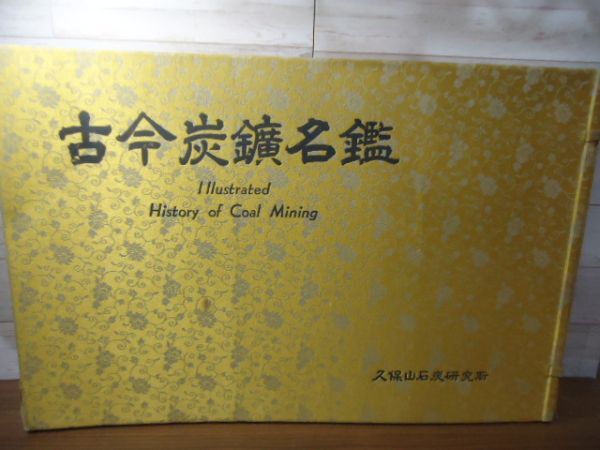 古今炭鑛名鑑
Illustrated
History of Coal Mining
久保山石炭研究所